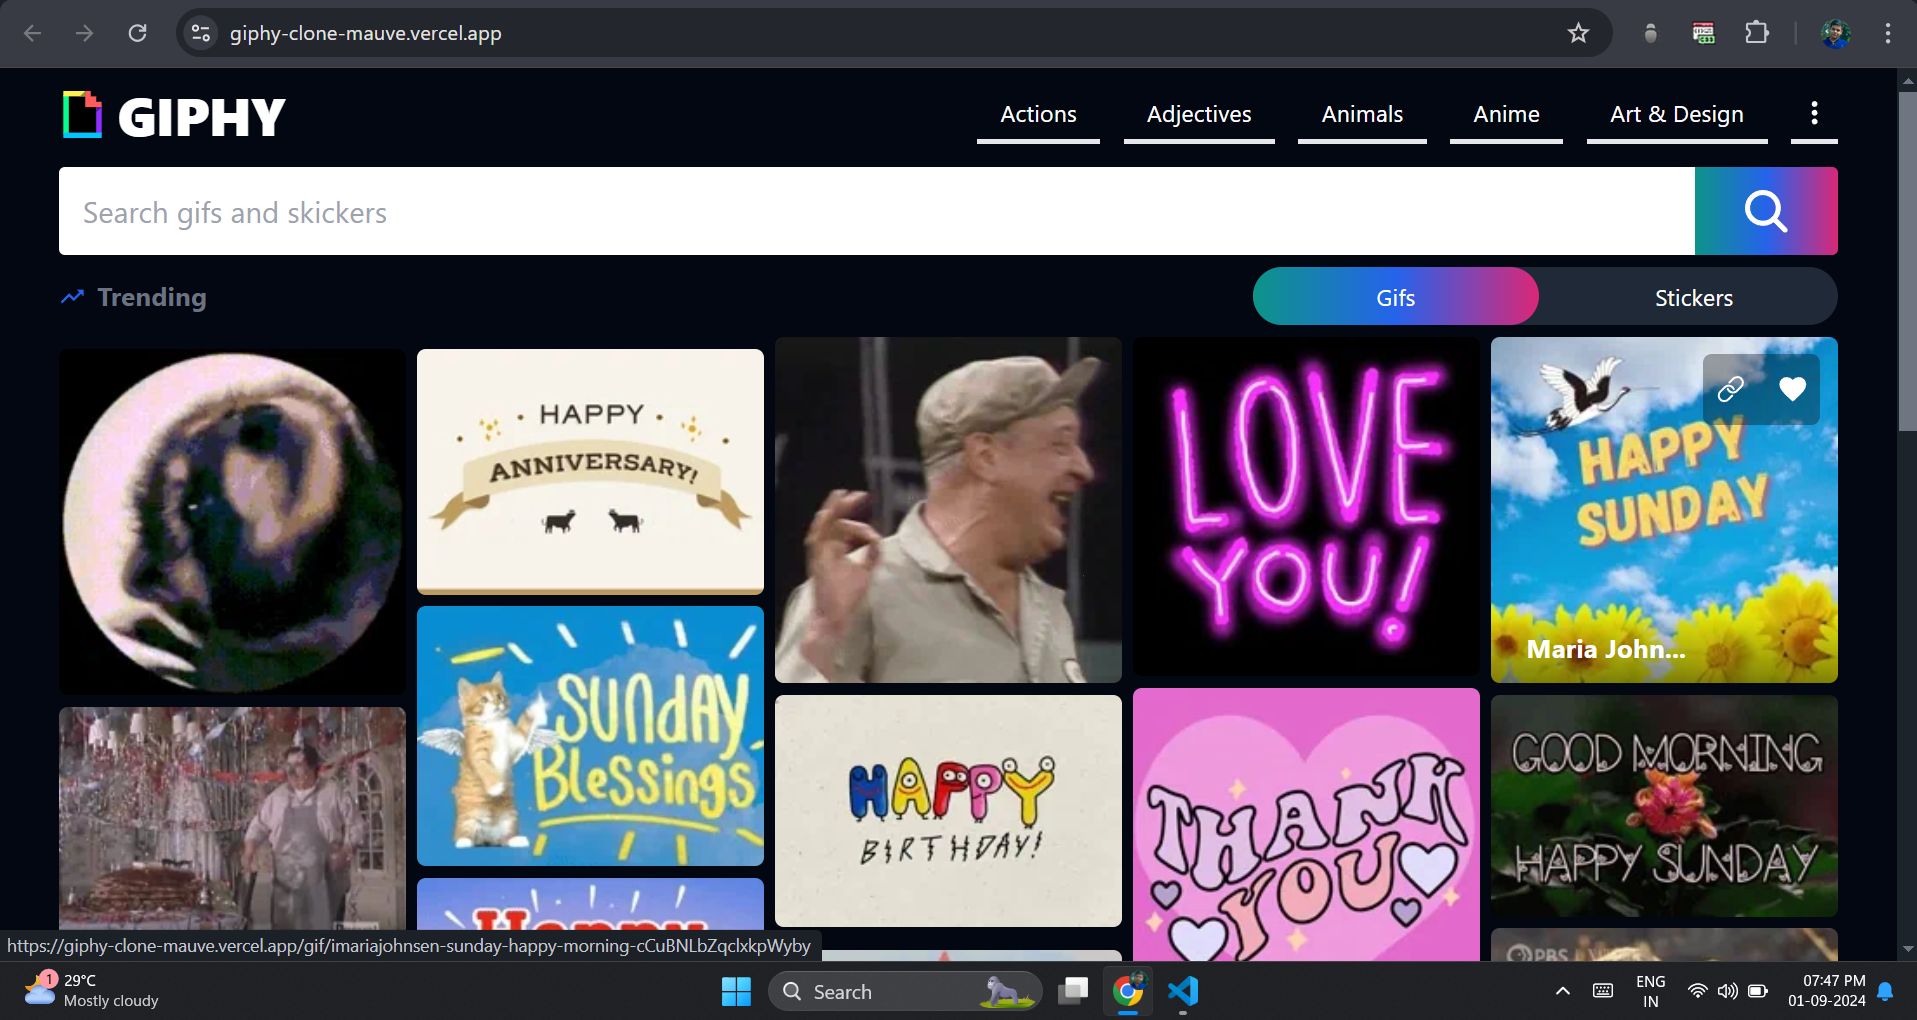 giphy-clone-mauve.vercel.app
GIPHY
Actions
Adjectives
Animals
Anime
Art & Design
Search gifs and skickers
Trending
Gifs
Stickers
HAPPY
ANNIVERSARY!
LOVE
YOU!
HAPPY
SUNDAY
Maria John...
SUNDAY
Blessings
HAPPY
BIRTHDAY!
THANK
YOU
GOOD MORNING
HAPPY SUNDAY
Happy
PBS
https://giphy-clone-mauve.vercel.app/gif/imariajohnsen-sunday-happy-morning-cCuBNLbZqclxkpWyby
1
29°C
Mostly cloudy
Search
ENG
IN
07:47 PM
01-09-2024